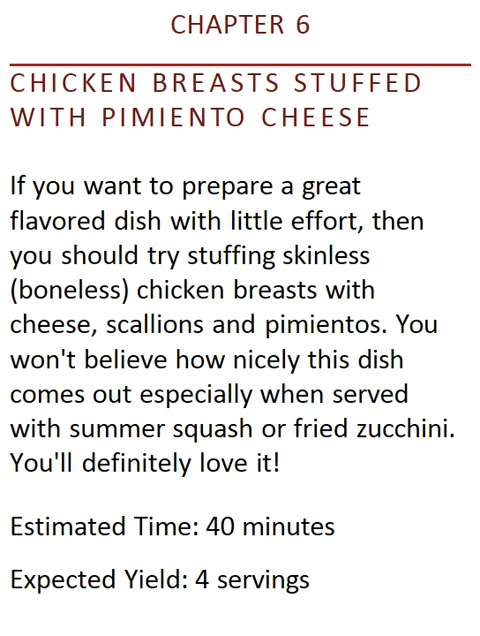 CHAPTER 6
CHICKEN BREASTS STUFFED
WITH PIMIENTO CHEESE
If you want to prepare a great
flavored dish with little effort, then
you should try stuffing skinless
(boneless) chicken breasts with
cheese, scallions and pimientos. You
won't believe how nicely this dish
comes out especially when served
with summer squash or fried zucchini.
You'll definitely love it!
Estimated Time: 40 minutes
Expected Yield: 4 servings